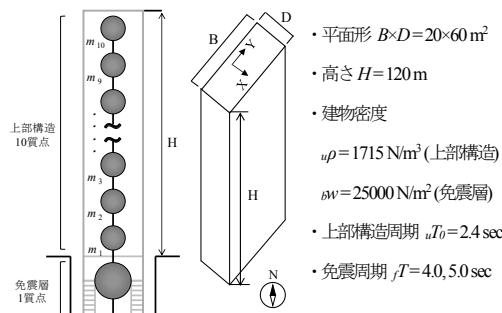 m10
m9
m3
m2
m1
上部構造
10質点
免震層
1質点
H
B
D
Y
X
H
N
・平面形 B×D=20×60 m²
・高さ H=120 m
・建物密度
uρ=1715 N/m³ (上部構造)
bw=25000 N/m² (免震層)
・上部構造周期 uT0=2.4 sec
・免震周期 fT=4.0, 5.0 sec